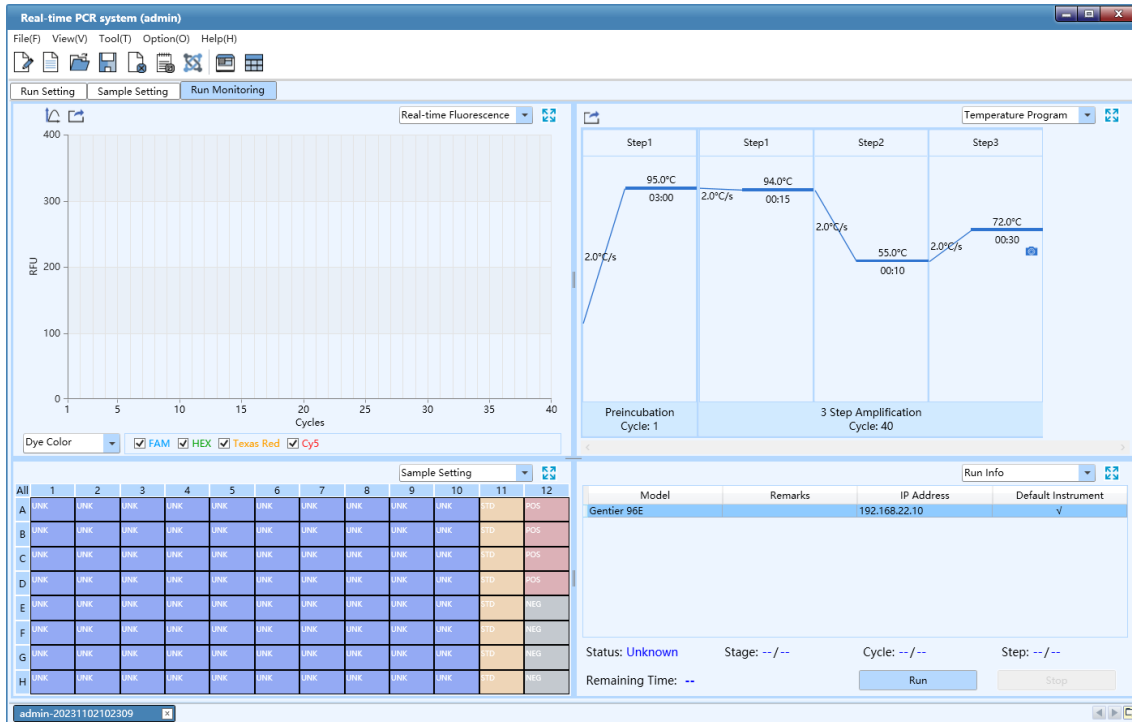 Real-time PCR system (admin)
File(F) View(V) Tool(T) Option(O) Help(H)
Run Setting Sample Setting Run Monitoring
Real-time Fluorescence
400
300
200
100
0
RFU
1 5 10 15 20 25 30 35 40
Cycles
Dye Color FAM HEX Texas Red Cy5
Temperature Program
Step1 Step1 Step2 Step3
95.0°C 94.0°C
03:00 2.0°C/s 00:15
72.0°C
2.0°C/s 00:30
2.0°C/s 55.0°C 2.0°C/s
00:10
Preincubation 3 Step Amplification
Cycle: 1 Cycle: 40
Sample Setting
All 1 2 3 4 5 6 7 8 9 10 11 12
A UNK UNK UNK UNK UNK UNK UNK UNK UNK UNK STD POS
B UNK UNK UNK UNK UNK UNK UNK UNK UNK UNK STD POS
C UNK UNK UNK UNK UNK UNK UNK UNK UNK UNK STD POS
D UNK UNK UNK UNK UNK UNK UNK UNK UNK UNK STD POS
E UNK UNK UNK UNK UNK UNK UNK UNK UNK UNK STD NEG
F UNK UNK UNK UNK UNK UNK UNK UNK UNK UNK STD NEG
G UNK UNK UNK UNK UNK UNK UNK UNK UNK UNK STD NEG
H UNK UNK UNK UNK UNK UNK UNK UNK UNK UNK STD NEG
Run Info
Model Remarks IP Address Default Instrument
Gentier 96E 192.168.22.10 √
Status: Unknown Stage: --/-- Cycle: --/-- Step: --/--
Remaining Time: -- Run Stop
admin-20231102102309